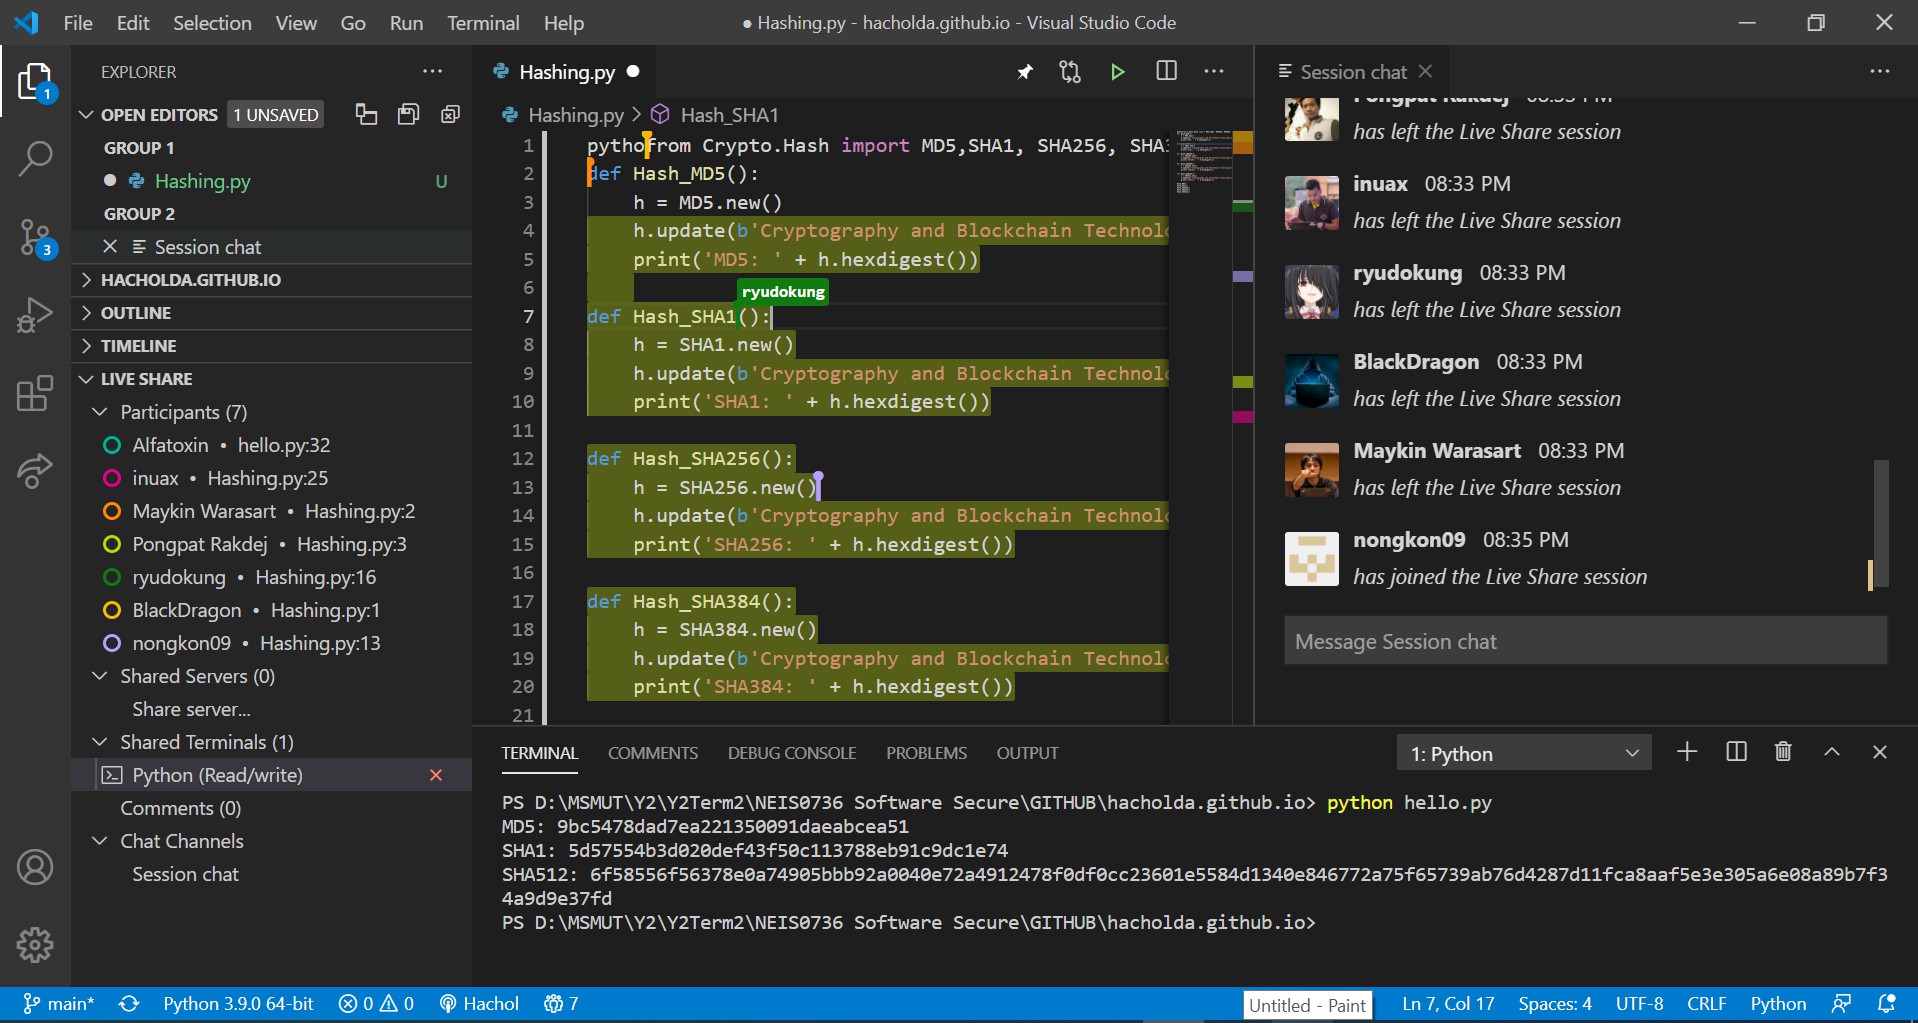 File Edit Selection View Go Run Terminal Help
● Hashing.py - hacholda.github.io - Visual Studio Code
EXPLORER
OPEN EDITORS 1 UNSAVED
GROUP 1
Hashing.py U
GROUP 2
Session chat
HACHOLDA.GITHUB.IO
OUTLINE
TIMELINE
LIVE SHARE
Participants (7)
Alfatoxin • hello.py:32
inuax • Hashing.py:25
Maykin Warasart • Hashing.py:2
Pongpat Rakdej • Hashing.py:3
ryudokung • Hashing.py:16
BlackDragon • Hashing.py:1
nongkon09 • Hashing.py:13
Shared Servers (0)
Share server...
Shared Terminals (1)
Python (Read/write)
Comments (0)
Chat Channels
Session chat
1
3
Hashing.py
Hashing.py > Hash_SHA1
1 pythofrom Crypto.Hash import MD5,SHA1, SHA256, SHA3
2 def Hash_MD5():
3 h = MD5.new()
4 h.update(b'Cryptography and Blockchain Technolo
5 print('MD5: ' + h.hexdigest())
6
ryudokung
7 def Hash_SHA1():
8 h = SHA1.new()
9 h.update(b'Cryptography and Blockchain Technolo
10 print('SHA1: ' + h.hexdigest())
11
12 def Hash_SHA256():
13 h = SHA256.new()
14 h.update(b'Cryptography and Blockchain Technolo
15 print('SHA256: ' + h.hexdigest())
16
17 def Hash_SHA384():
18 h = SHA384.new()
19 h.update(b'Cryptography and Blockchain Technolo
20 print('SHA384: ' + h.hexdigest())
21
Session chat
Pongpat Rakdej 08:33 PM
has left the Live Share session
inuax 08:33 PM
has left the Live Share session
ryudokung 08:33 PM
has left the Live Share session
BlackDragon 08:33 PM
has left the Live Share session
Maykin Warasart 08:33 PM
has left the Live Share session
nongkon09 08:35 PM
has joined the Live Share session
Message Session chat
TERMINAL COMMENTS DEBUG CONSOLE PROBLEMS OUTPUT
1: Python
PS D:\MSMUT\Y2\Y2Term2\NEIS0736 Software Secure\GITHUB\hacholda.github.io> python hello.py
MD5: 9bc5478dad7ea221350091daeabcea51
SHA1: 5d57554b3d020def43f50c113788eb91c9dc1e74
SHA512: 6f58556f56378e0a74905bbb92a0040e72a4912478f0df0cc23601e5584d1340e846772a75f65739ab76d4287d11fca8aaf5e3e305a6e08a89b7f3
4a9d9e37fd
PS D:\MSMUT\Y2\Y2Term2\NEIS0736 Software Secure\GITHUB\hacholda.github.io>
main* Python 3.9.0 64-bit 0 0 Hachol 7
Untitled - Paint
Ln 7, Col 17 Spaces: 4 UTF-8 CRLF Python